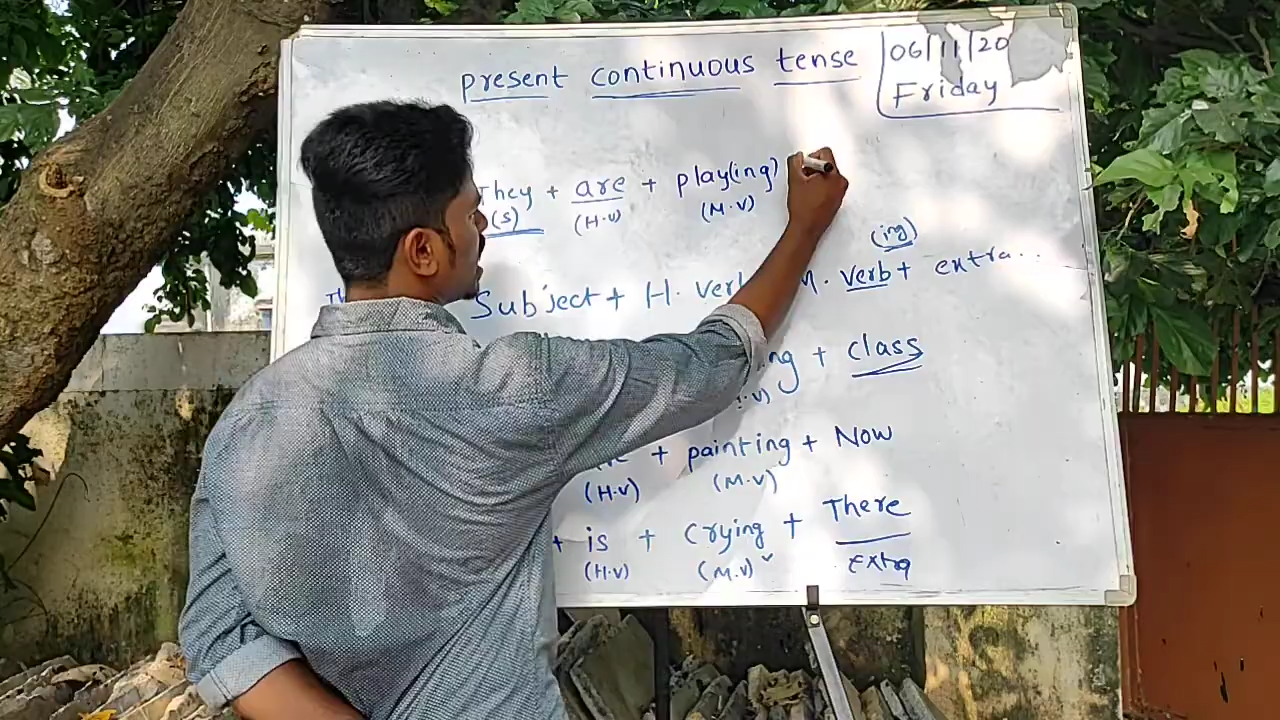 present continuous tense
06/11/20
Friday
They + are + play(ing)
(S) (H.V) (M.V)
(ing)
Subject + H. verb M. verb + extra...
ng + class
.v)
+ painting + Now
(H.V) (M.V)
+ is + Crying + There
(H.V) (M.V) Extra